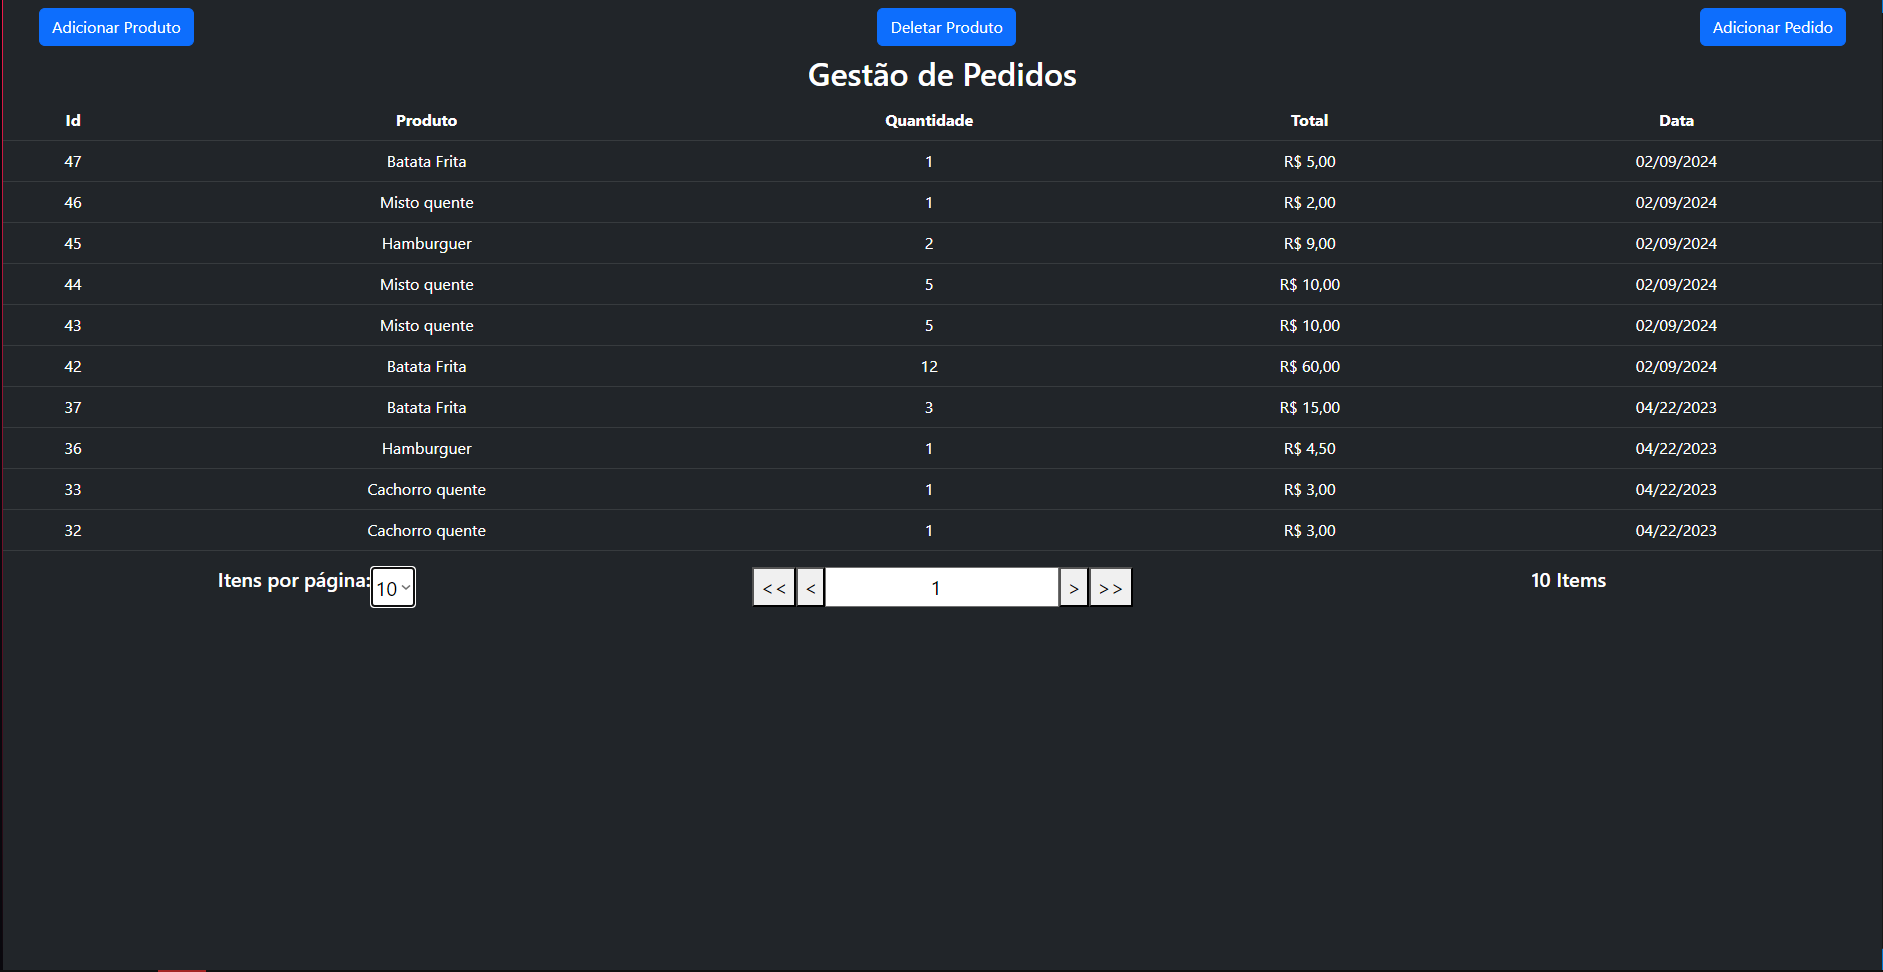 Adicionar Produto Deletar Produto Adicionar Pedido
Gestão de Pedidos
Id Produto Quantidade Total Data
47 Batata Frita 1 R$ 5,00 02/09/2024
46 Misto quente 1 R$ 2,00 02/09/2024
45 Hamburguer 2 R$ 9,00 02/09/2024
44 Misto quente 5 R$ 10,00 02/09/2024
43 Misto quente 5 R$ 10,00 02/09/2024
42 Batata Frita 12 R$ 60,00 02/09/2024
37 Batata Frita 3 R$ 15,00 04/22/2023
36 Hamburguer 1 R$ 4,50 04/22/2023
33 Cachorro quente 1 R$ 3,00 04/22/2023
32 Cachorro quente 1 R$ 3,00 04/22/2023
Itens por página: 10 << < 1 > >> 10 Items